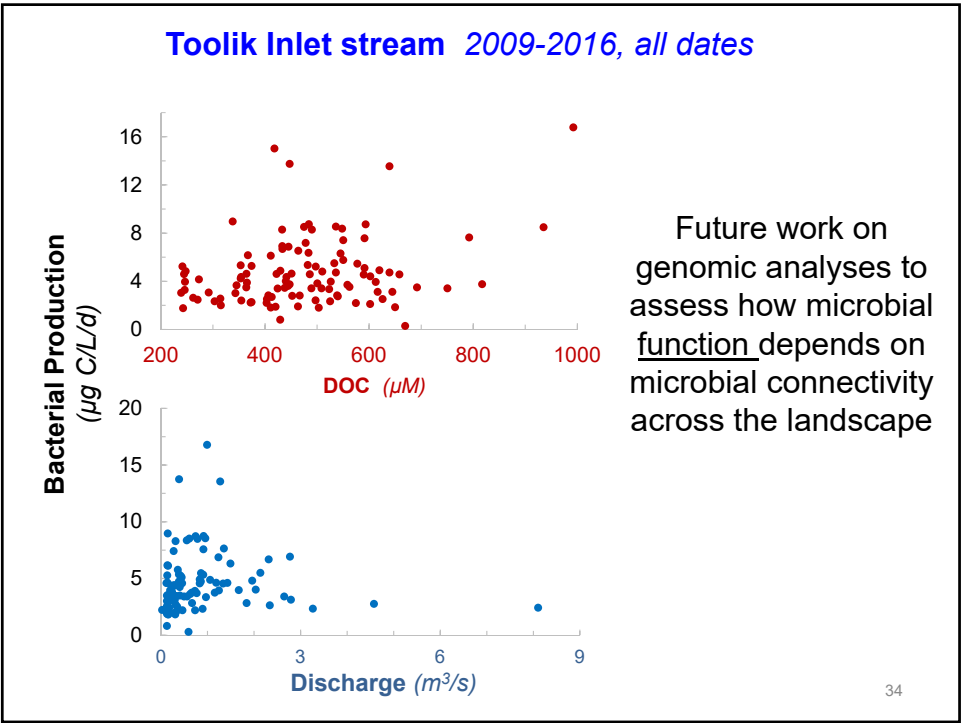 Toolik Inlet stream 2009-2016, all dates
Bacterial Production
(µg C/L/d)
16
12
8
4
0
200 400 600 800 1000
DOC (µM)
20
15
10
5
0
0 3 6 9
Discharge (m³/s)
Future work on
genomic analyses to
assess how microbial
function depends on
microbial connectivity
across the landscape
34